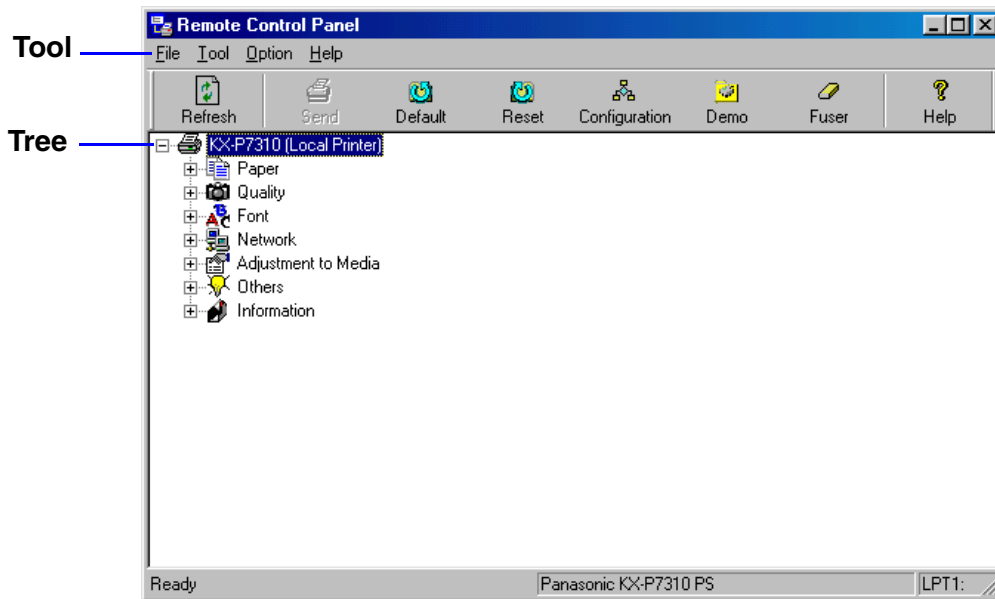 Remote Control Panel
Tool
File Tool Option Help
Refresh Send Default Reset Configuration Demo Fuser Help
Tree
KX-P7310 (Local Printer)
Paper
Quality
Font
Network
Adjustment to Media
Others
Information
Ready Panasonic KX-P7310 PS LPT1: